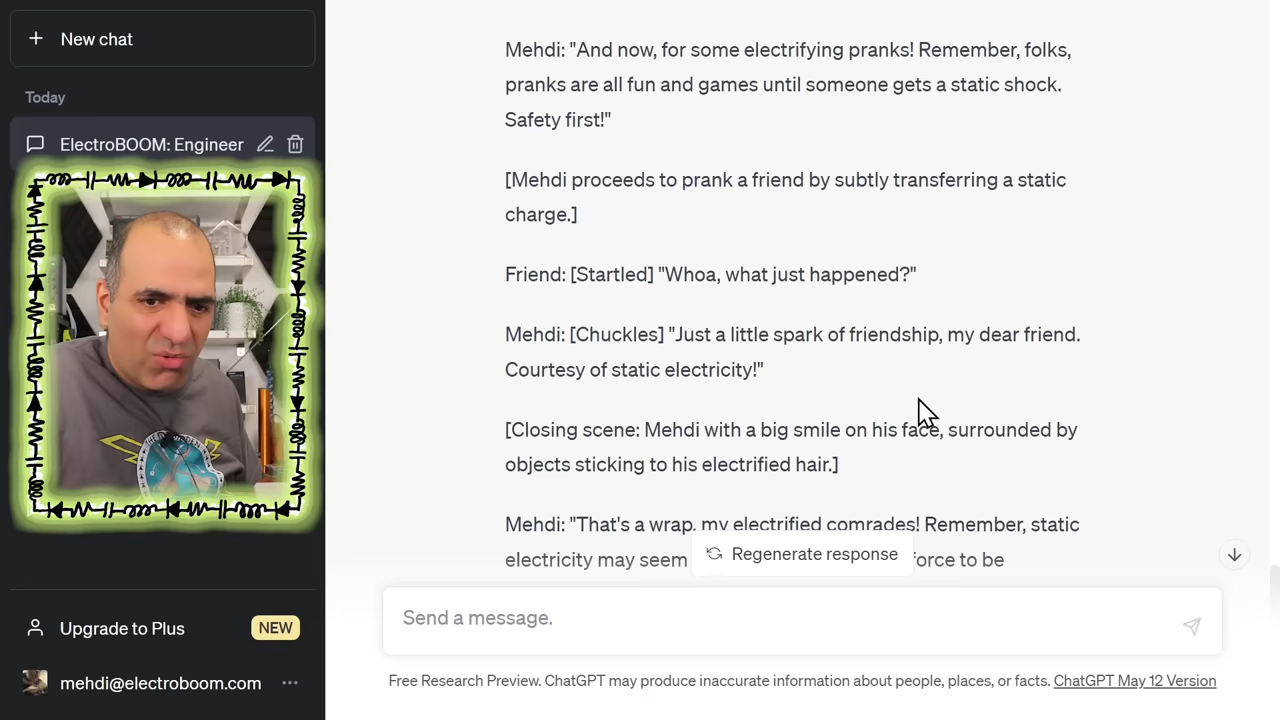 New chat
Today
ElectroBOOM: Engineer
Mehdi: "And now, for some electrifying pranks! Remember, folks,
pranks are all fun and games until someone gets a static shock.
Safety first!"
[Mehdi proceeds to prank a friend by subtly transferring a static
charge.]
Friend: [Startled] "Whoa, what just happened?"
Mehdi: [Chuckles] "Just a little spark of friendship, my dear friend.
Courtesy of static electricity!"
[Closing scene: Mehdi with a big smile on his face, surrounded by
objects sticking to his electrified hair.]
Mehdi: "That's a wrap, my electrified comrades! Remember, static
electricity may seem force to be
Regenerate response
Send a message.
Upgrade to Plus NEW
mehdi@electroboom.com
Free Research Preview. ChatGPT may produce inaccurate information about people, places, or facts. ChatGPT May 12 Version